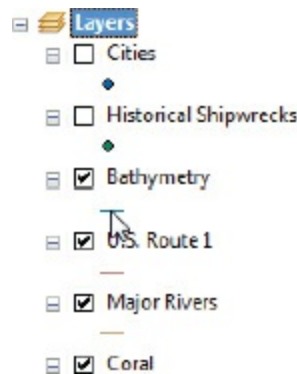 Layers
Cities
Historical Shipwrecks
Bathymetry
U.S. Route 1
Major Rivers
Coral